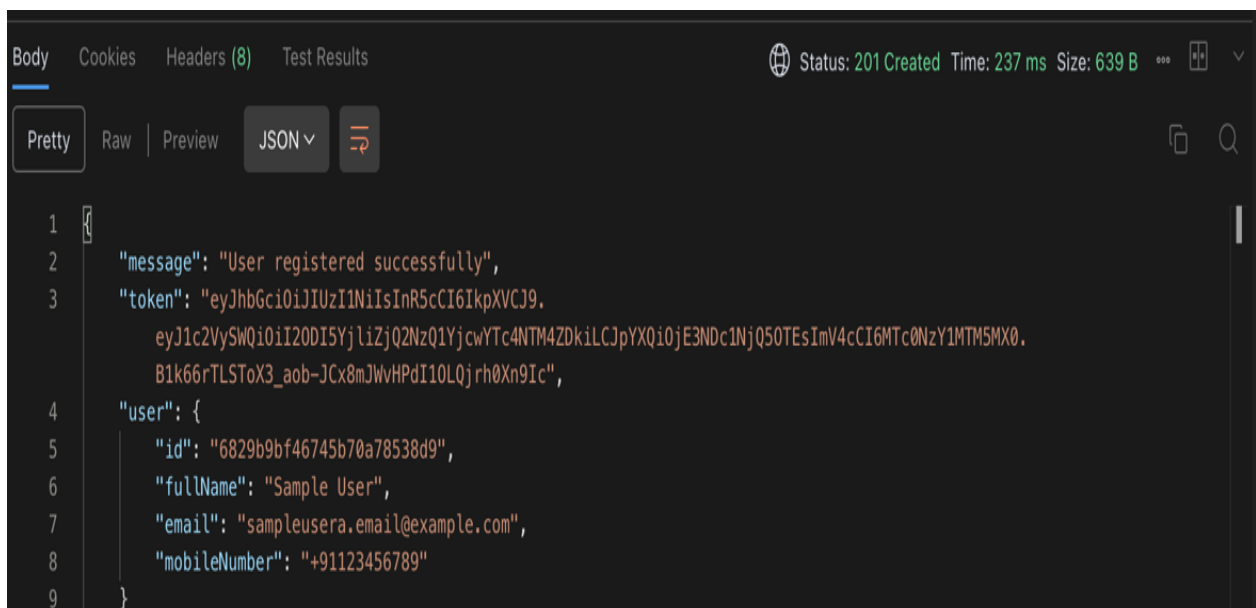 Body Cookies Headers (8) Test Results Status: 201 Created Time: 237 ms Size: 639 B
Pretty Raw Preview JSON
1 {
2 "message": "User registered successfully",
3 "token": "eyJhbGciOiJIUzI1NiIsInR5cCI6IkpXVCJ9.
eyJ1c2VySWQiOiI2ODI5YjliZjQ2NzQ1YjcwYTc4NTM4ZDkiLCJpYXQiOjE3NDc1NjQ5OTEsImV4cCI6MTc0NzY1MTM5MX0.
B1k66rTLSToX3_aob-JCx8mJWvHPdI1OLQjrh0Xn9Ic",
4 "user": {
5 "id": "6829b9bf46745b70a78538d9",
6 "fullName": "Sample User",
7 "email": "sampleusera.email@example.com",
8 "mobileNumber": "+91123456789"
9 }